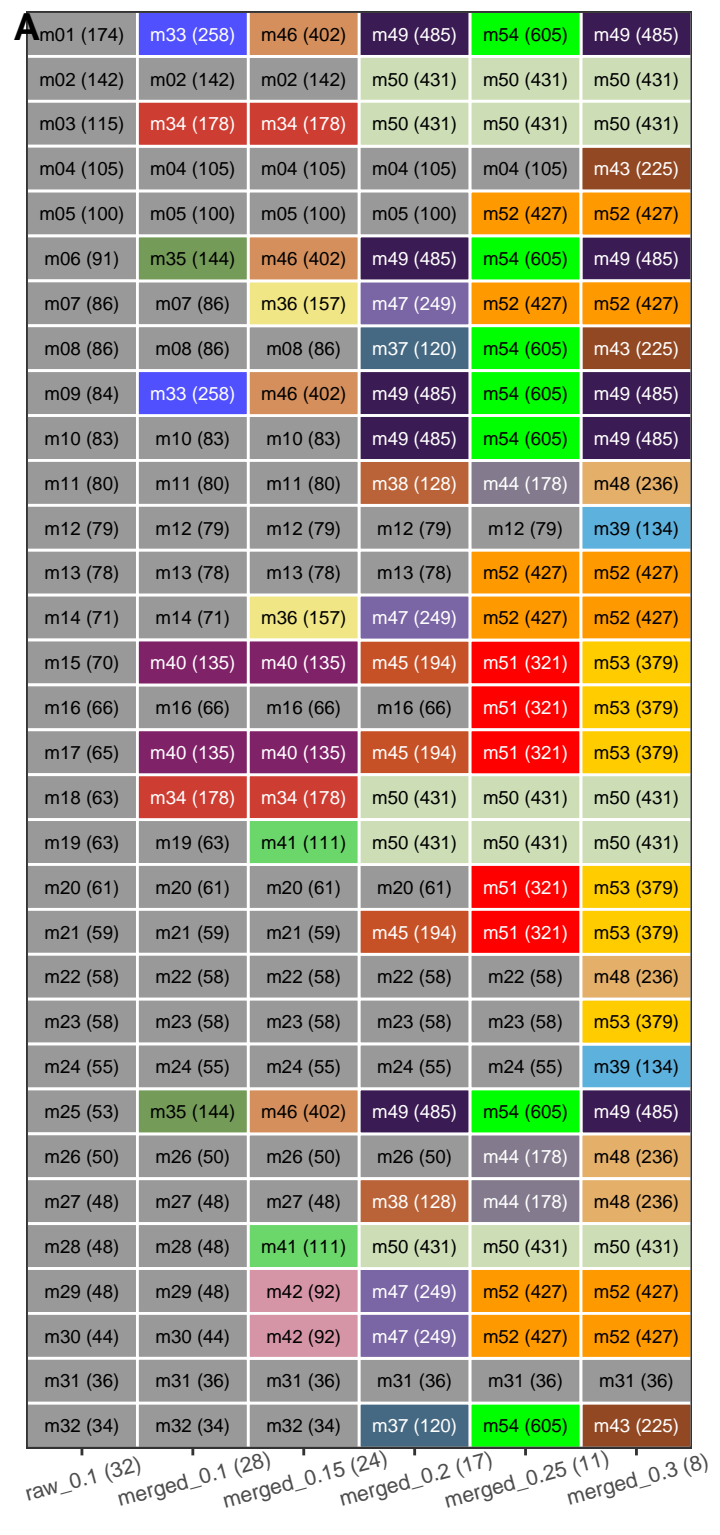 A
m01 (174) m33 (258) m46 (402) m49 (485) m54 (605) m49 (485)
m02 (142) m02 (142) m02 (142) m50 (431) m50 (431) m50 (431)
m03 (115) m34 (178) m34 (178) m50 (431) m50 (431) m50 (431)
m04 (105) m04 (105) m04 (105) m04 (105) m04 (105) m43 (225)
m05 (100) m05 (100) m05 (100) m05 (100) m52 (427) m52 (427)
m06 (91) m35 (144) m46 (402) m49 (485) m54 (605) m49 (485)
m07 (86) m07 (86) m36 (157) m47 (249) m52 (427) m52 (427)
m08 (86) m08 (86) m08 (86) m37 (120) m54 (605) m43 (225)
m09 (84) m33 (258) m46 (402) m49 (485) m54 (605) m49 (485)
m10 (83) m10 (83) m10 (83) m49 (485) m54 (605) m49 (485)
m11 (80) m11 (80) m11 (80) m38 (128) m44 (178) m48 (236)
m12 (79) m12 (79) m12 (79) m12 (79) m12 (79) m39 (134)
m13 (78) m13 (78) m13 (78) m13 (78) m52 (427) m52 (427)
m14 (71) m14 (71) m36 (157) m47 (249) m52 (427) m52 (427)
m15 (70) m40 (135) m40 (135) m45 (194) m51 (321) m53 (379)
m16 (66) m16 (66) m16 (66) m16 (66) m51 (321) m53 (379)
m17 (65) m40 (135) m40 (135) m45 (194) m51 (321) m53 (379)
m18 (63) m34 (178) m34 (178) m50 (431) m50 (431) m50 (431)
m19 (63) m19 (63) m41 (111) m50 (431) m50 (431) m50 (431)
m20 (61) m20 (61) m20 (61) m20 (61) m51 (321) m53 (379)
m21 (59) m21 (59) m21 (59) m45 (194) m51 (321) m53 (379)
m22 (58) m22 (58) m22 (58) m22 (58) m22 (58) m48 (236)
m23 (58) m23 (58) m23 (58) m23 (58) m23 (58) m53 (379)
m24 (55) m24 (55) m24 (55) m24 (55) m24 (55) m39 (134)
m25 (53) m35 (144) m46 (402) m49 (485) m54 (605) m49 (485)
m26 (50) m26 (50) m26 (50) m26 (50) m44 (178) m48 (236)
m27 (48) m27 (48) m27 (48) m38 (128) m44 (178) m48 (236)
m28 (48) m28 (48) m41 (111) m50 (431) m50 (431) m50 (431)
m29 (48) m29 (48) m42 (92) m47 (249) m52 (427) m52 (427)
m30 (44) m30 (44) m42 (92) m47 (249) m52 (427) m52 (427)
m31 (36) m31 (36) m31 (36) m31 (36) m31 (36) m31 (36)
m32 (34) m32 (34) m32 (34) m37 (120) m54 (605) m43 (225)
raw_0.1 (32) merged_0.1 (28) merged_0.15 (24) merged_0.2 (17) merged_0.25 (11) merged_0.3 (8)